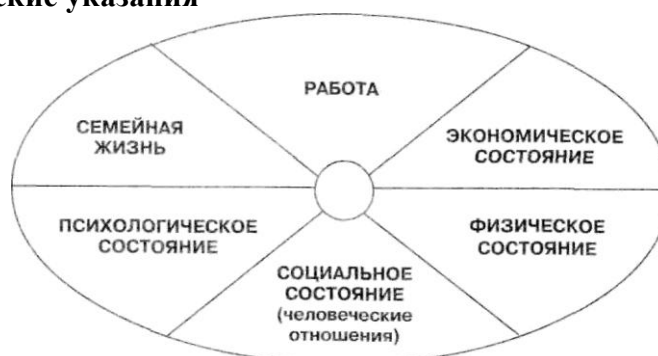 ские указания
РАБОТА
СЕМЕЙНАЯ
ЖИЗНЬ
ЭКОНОМИЧЕСКОЕ
СОСТОЯНИЕ
ПСИХОЛОГИЧЕСКОЕ
СОСТОЯНИЕ
ФИЗИЧЕСКОЕ
СОСТОЯНИЕ
СОЦИАЛЬНОЕ
СОСТОЯНИЕ
(человеческие
отношения)